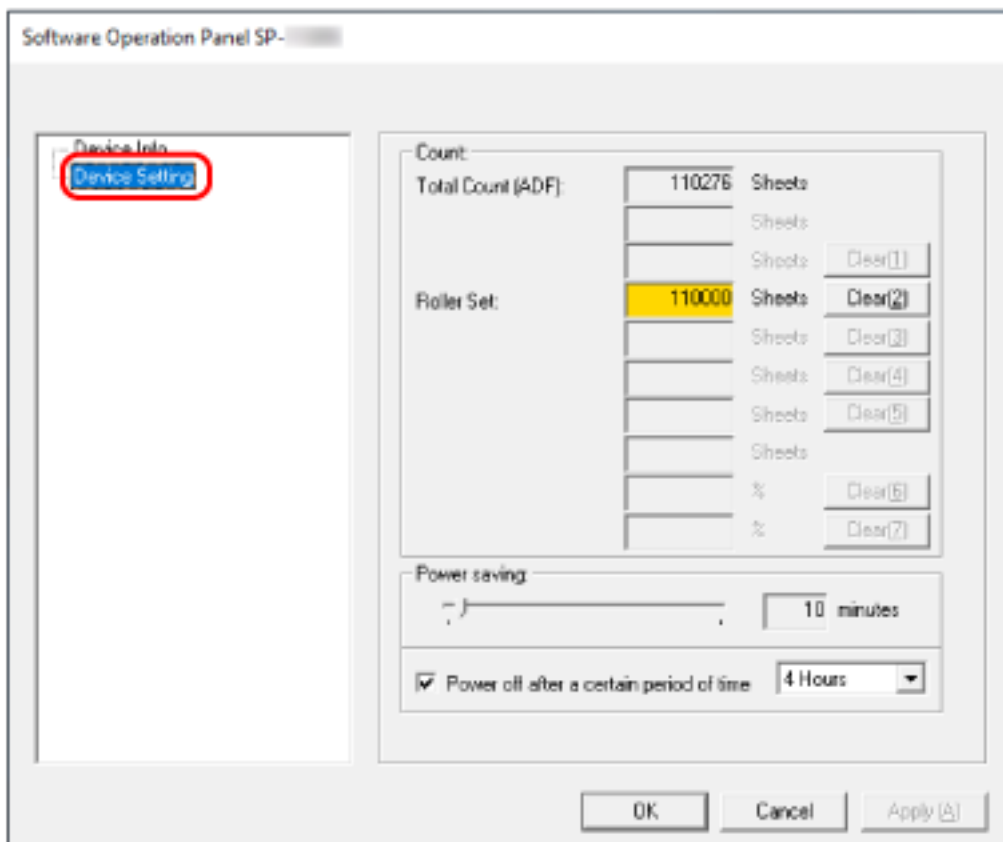 Software Operation Panel SP-
Device Info
Device Setting
Count:
Total Count (ADF): 110276 Sheets
Sheets
Sheets Clear(1)
Roller Set: 110000 Sheets Clear(2)
Sheets Clear(3)
Sheets Clear(4)
Sheets Clear(5)
Sheets
% Clear(6)
% Clear(7)
Power saving:
10 minutes
Power off after a certain period of time 4 Hours
OK Cancel Apply (A)